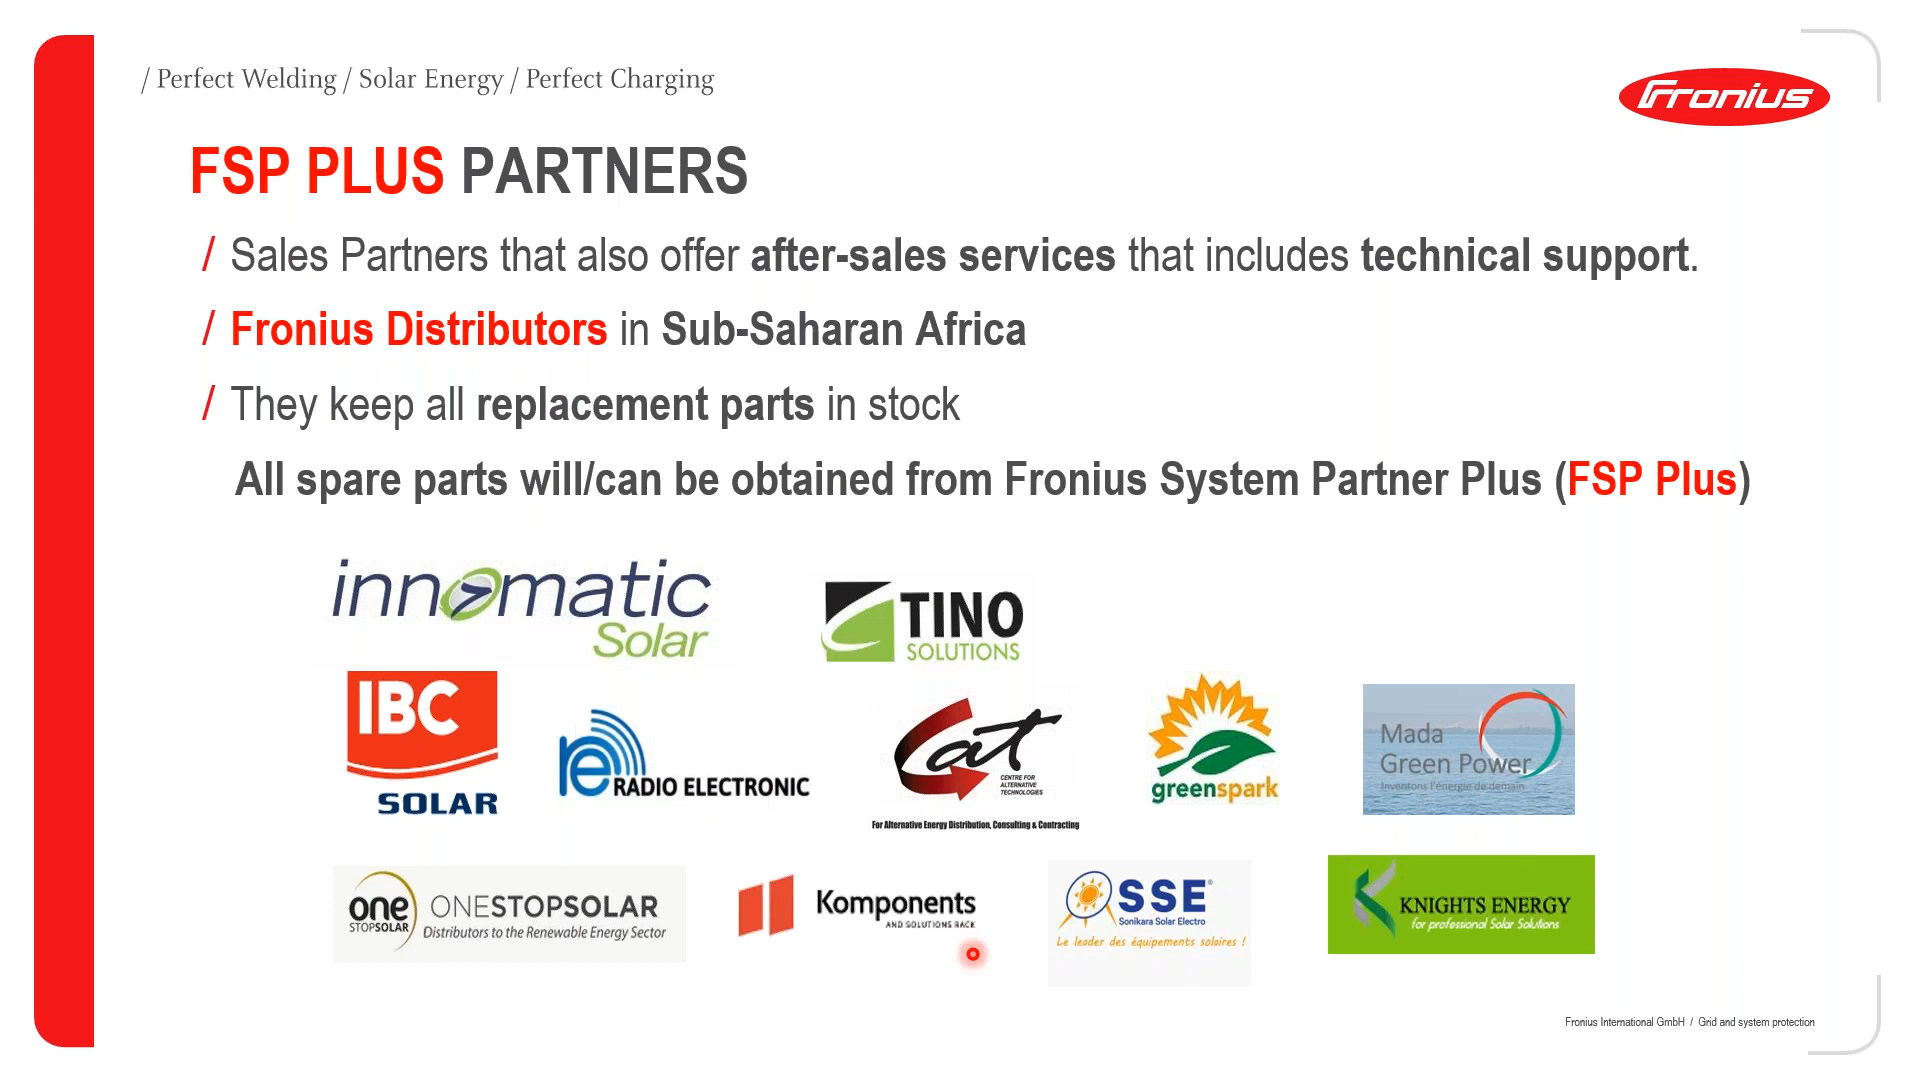 / Perfect Welding / Solar Energy / Perfect Charging
Fronius
FSP PLUS PARTNERS
/ Sales Partners that also offer after-sales services that includes technical support.
/ Fronius Distributors in Sub-Saharan Africa
/ They keep all replacement parts in stock
All spare parts will/can be obtained from Fronius System Partner Plus (FSP Plus)
innomatic
Solar
TINO
SOLUTIONS
IBC
SOLAR
re RADIO ELECTRONIC
Cat
CENTRE FOR
ALTERNATIVE
TECHNOLOGIES
For Alternative Energy Distribution, Consulting & Contracting
greenspark
Mada
Green Power
Inventons l'énergie de demain
one
STOPSOLAR
ONESTOPSOLAR
Distributors to the Renewable Energy Sector
Komponents
AND SOLUTIONS RACK
SSE®
Sonikara Solar Electro
Le leader des équipements solaires !
KNIGHTS ENERGY
for professional Solar Solutions
Fronius International GmbH / Grid and system protection